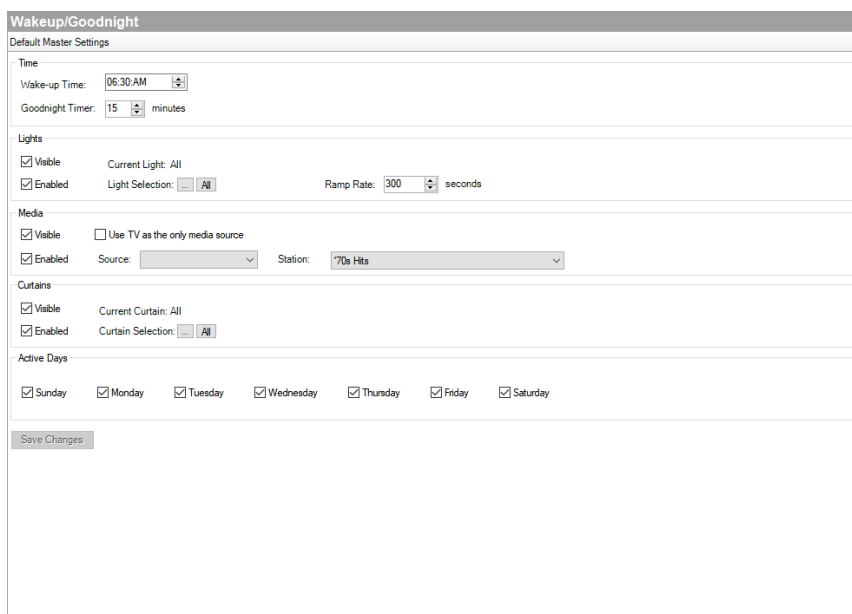 Wakeup/Goodnight
Default Master Settings
Time
Wake-up Time: 06:30:AM
Goodnight Timer: 15 minutes
Lights
Visible Current Light: All
Enabled Light Selection: ... All Ramp Rate: 300 seconds
Media
Visible Use TV as the only media source
Enabled Source: Station: '70s Hits
Curtains
Visible Current Curtain: All
Enabled Curtain Selection: ... All
Active Days
Sunday Monday Tuesday Wednesday Thursday Friday Saturday
Save Changes